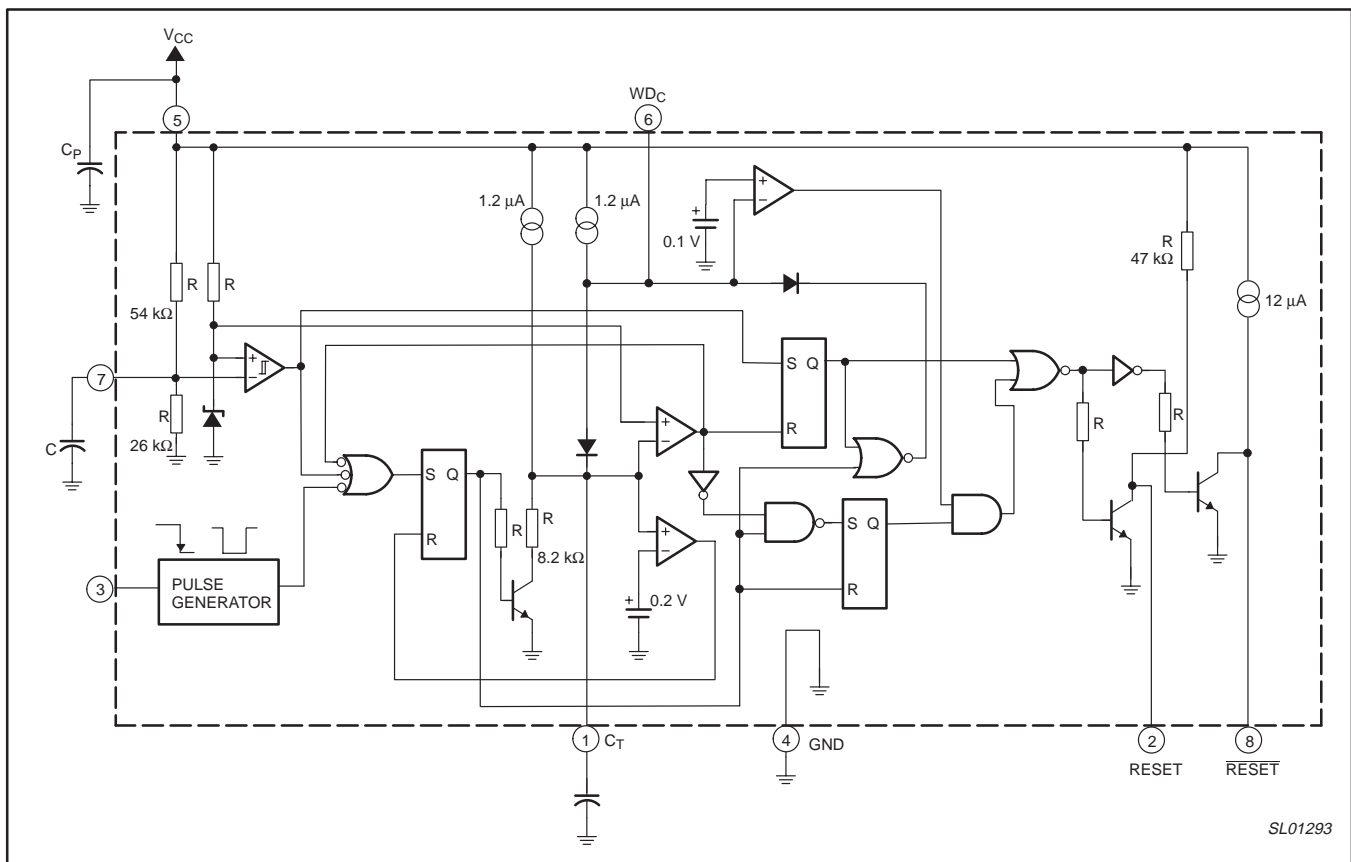 VCC
WDC
5
6
CP
1.2 µA
1.2 µA
+
−
+
0.1 V
R
47 kΩ
R
R
54 kΩ
12 µA
+
−
S Q
7
R
26 kΩ
C
+
−
R
R
R
S Q
R
R
R
8.2 kΩ
S Q
+
−
R
3
PULSE
GENERATOR
+
0.2 V
1
CT
4
GND
2
8
RESET
RESET
SL01293